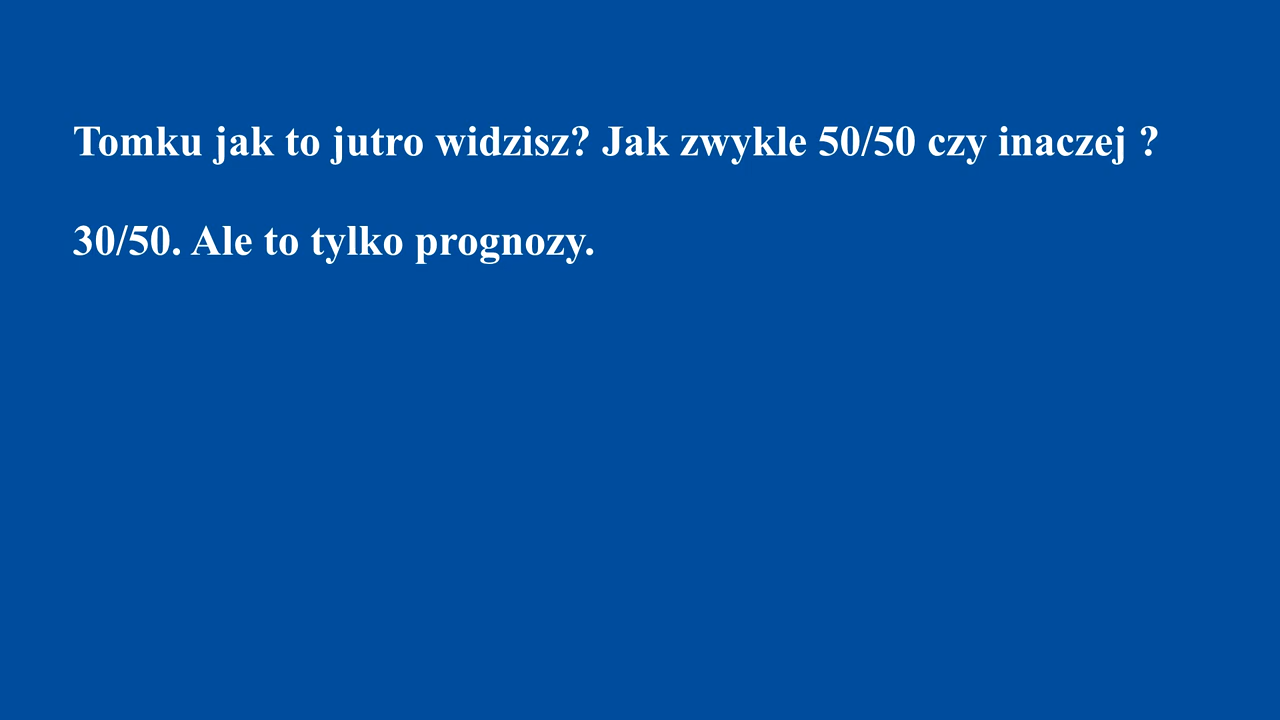 Tomku jak to jutro widzisz? Jak zwykle 50/50 czy inaczej ?
30/50. Ale to tylko prognozy.